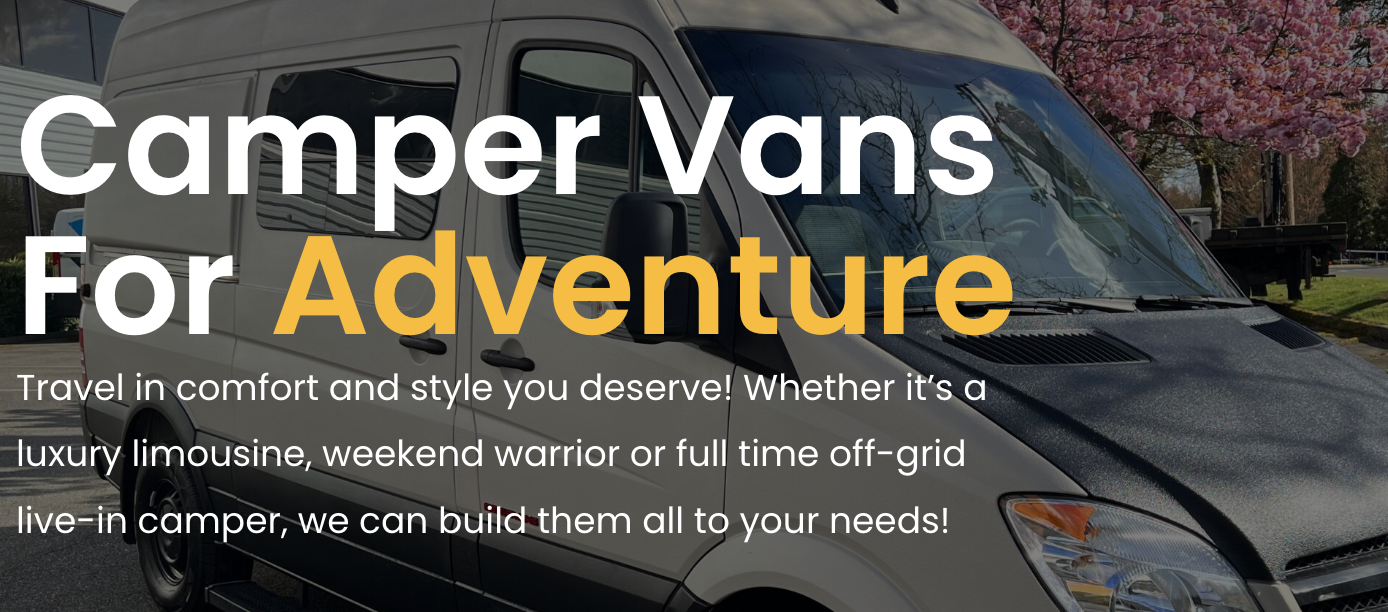 Camper Vans
For Adventure
Travel in comfort and style you deserve! Whether it’s a
luxury limousine, weekend warrior or full time off-grid
live-in camper, we can build them all to your needs!